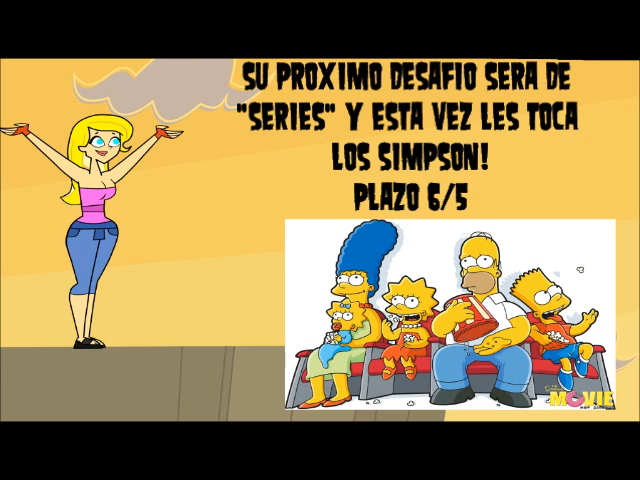 SU PROXIMO DESAFIO SERA DE
"SERIES" Y ESTA VEZ LES TOCA
LOS SIMPSON!
PLAZO 6/5
MOVIE